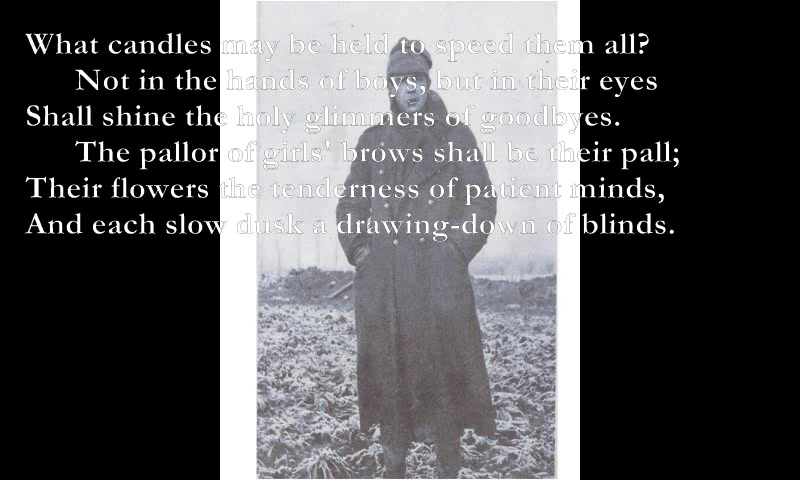 What candles may be held to speed them all?
Not in the hands of boys, but in their eyes
Shall shine the holy glimmers of goodbyes.
The pallor of girls' brows shall be their pall;
Their flowers the tenderness of patient minds,
And each slow dusk a drawing-down of blinds.